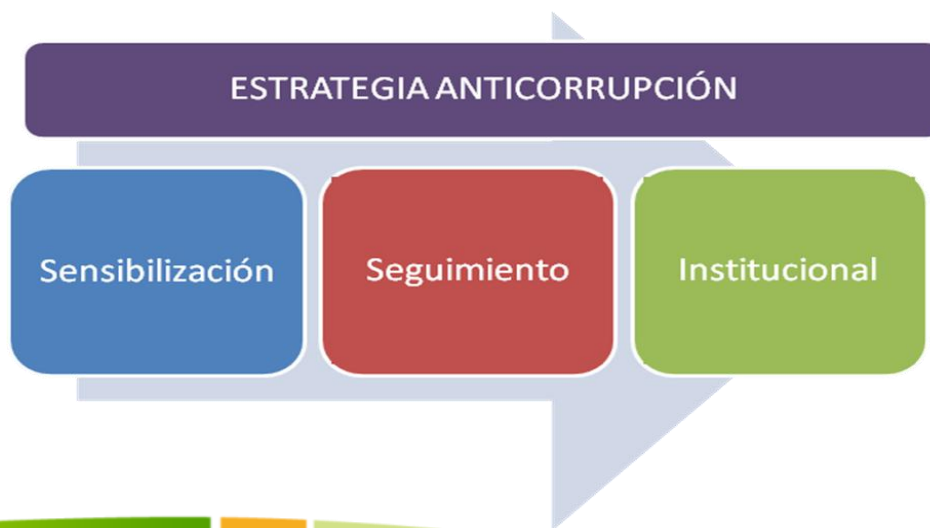 ESTRATEGIA ANTICORRUPCIÓN
Sensibilización
Seguimiento
Institucional